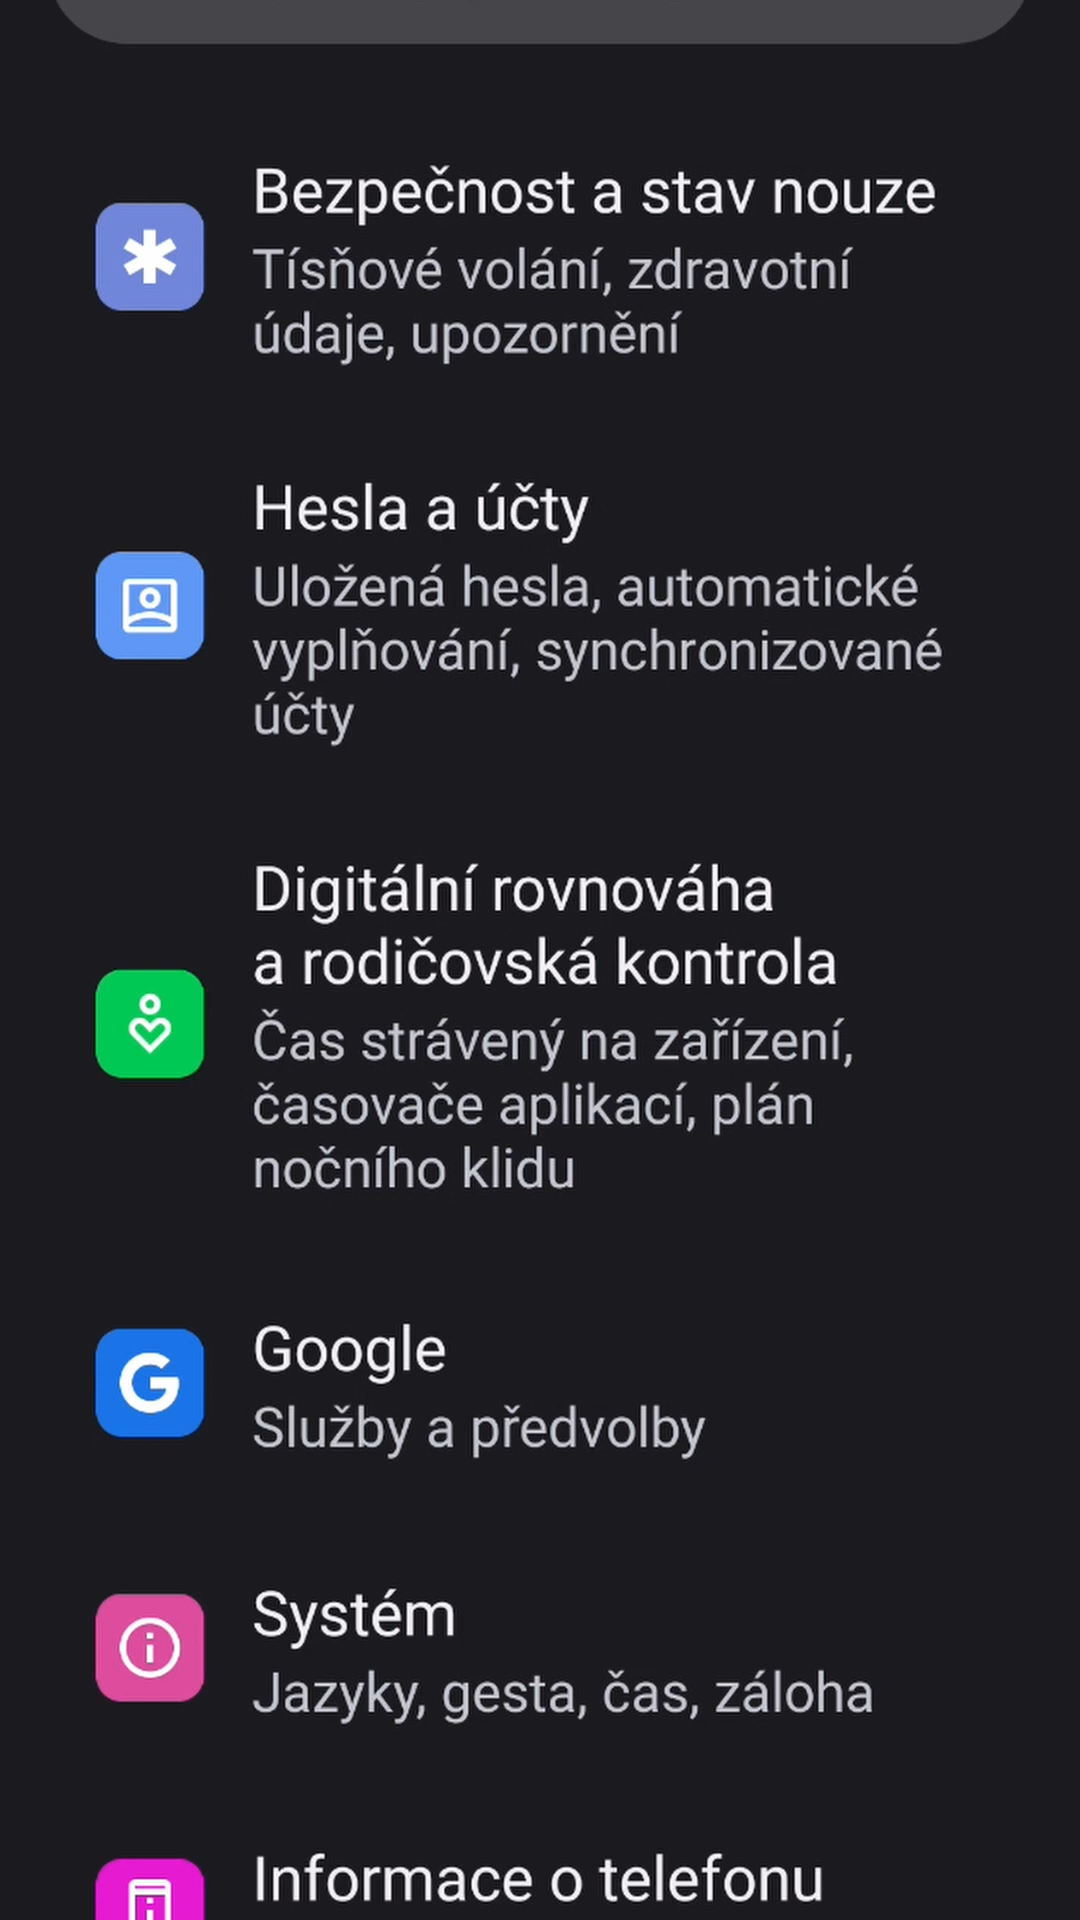 Bezpečnost a stav nouze
Tísňové volání, zdravotní
údaje, upozornění
Hesla a účty
Uložená hesla, automatické
vyplňování, synchronizované
účty
Digitální rovnováha
a rodičovská kontrola
Čas strávený na zařízení,
časovače aplikací, plán
nočního klidu
Google
Služby a předvolby
Systém
Jazyky, gesta, čas, záloha
Informace o telefonu